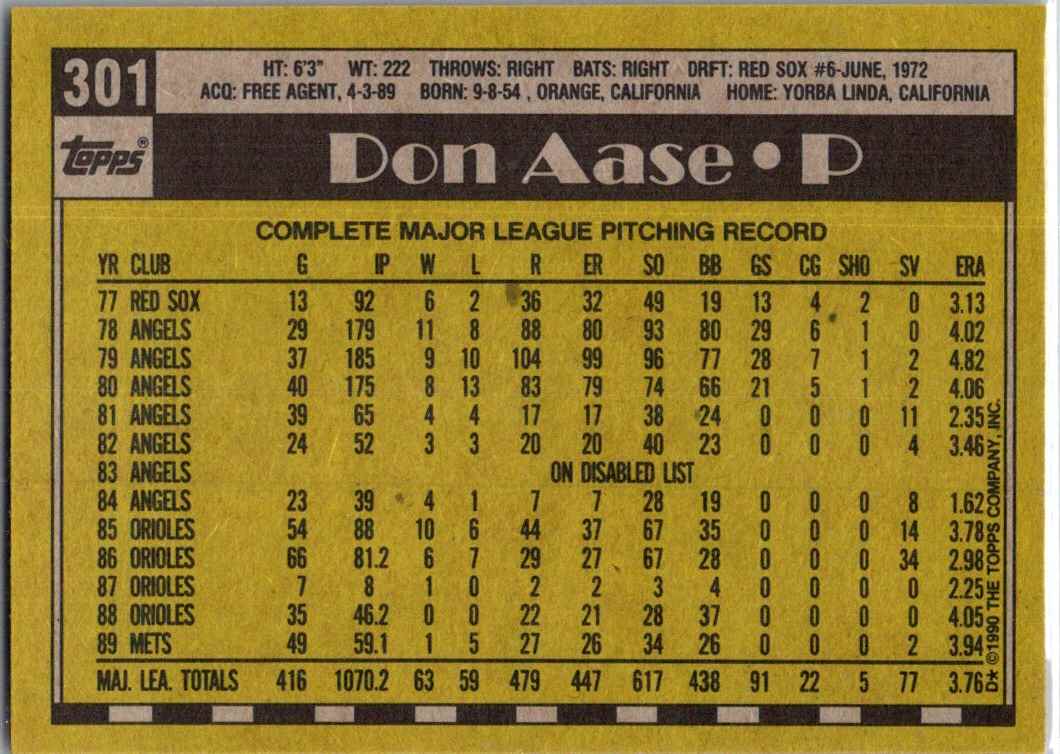 301
HT: 6'3" WT: 222 THROWS: RIGHT BATS: RIGHT DRFT: RED SOX #6-JUNE, 1972
ACQ: FREE AGENT, 4-3-89 BORN: 9-8-54 , ORANGE, CALIFORNIA HOME: YORBA LINDA, CALIFORNIA
topps®
Don Aase • P
COMPLETE MAJOR LEAGUE PITCHING RECORD
YR CLUB G IP W L R ER SO BB GS CG SHO SV ERA
77 RED SOX 13 92 6 2 36 32 49 19 13 4 2 0 3.13
78 ANGELS 29 179 11 8 88 80 93 80 29 6 1 0 4.02
79 ANGELS 37 185 9 10 104 99 96 77 28 7 1 2 4.82
80 ANGELS 40 175 8 13 83 79 74 66 21 5 1 2 4.06
81 ANGELS 39 65 4 4 17 17 38 24 0 0 0 11 2.35
82 ANGELS 24 52 3 3 20 20 40 23 0 0 0 4 3.46
83 ANGELS ON DISABLED LIST
84 ANGELS 23 39 4 1 7 7 28 19 0 0 0 8 1.62
85 ORIOLES 54 88 10 6 44 37 67 35 0 0 0 14 3.78
86 ORIOLES 66 81.2 6 7 29 27 67 28 0 0 0 34 2.98
87 ORIOLES 7 8 1 0 2 2 3 4 0 0 0 0 2.25
88 ORIOLES 35 46.2 0 0 22 21 28 37 0 0 0 0 4.05
89 METS 49 59.1 1 5 27 26 34 26 0 0 0 2 3.94
MAJ. LEA. TOTALS 416 1070.2 63 59 479 447 617 438 91 22 5 77 3.76
D* ©1990 THE TOPPS COMPANY, INC.